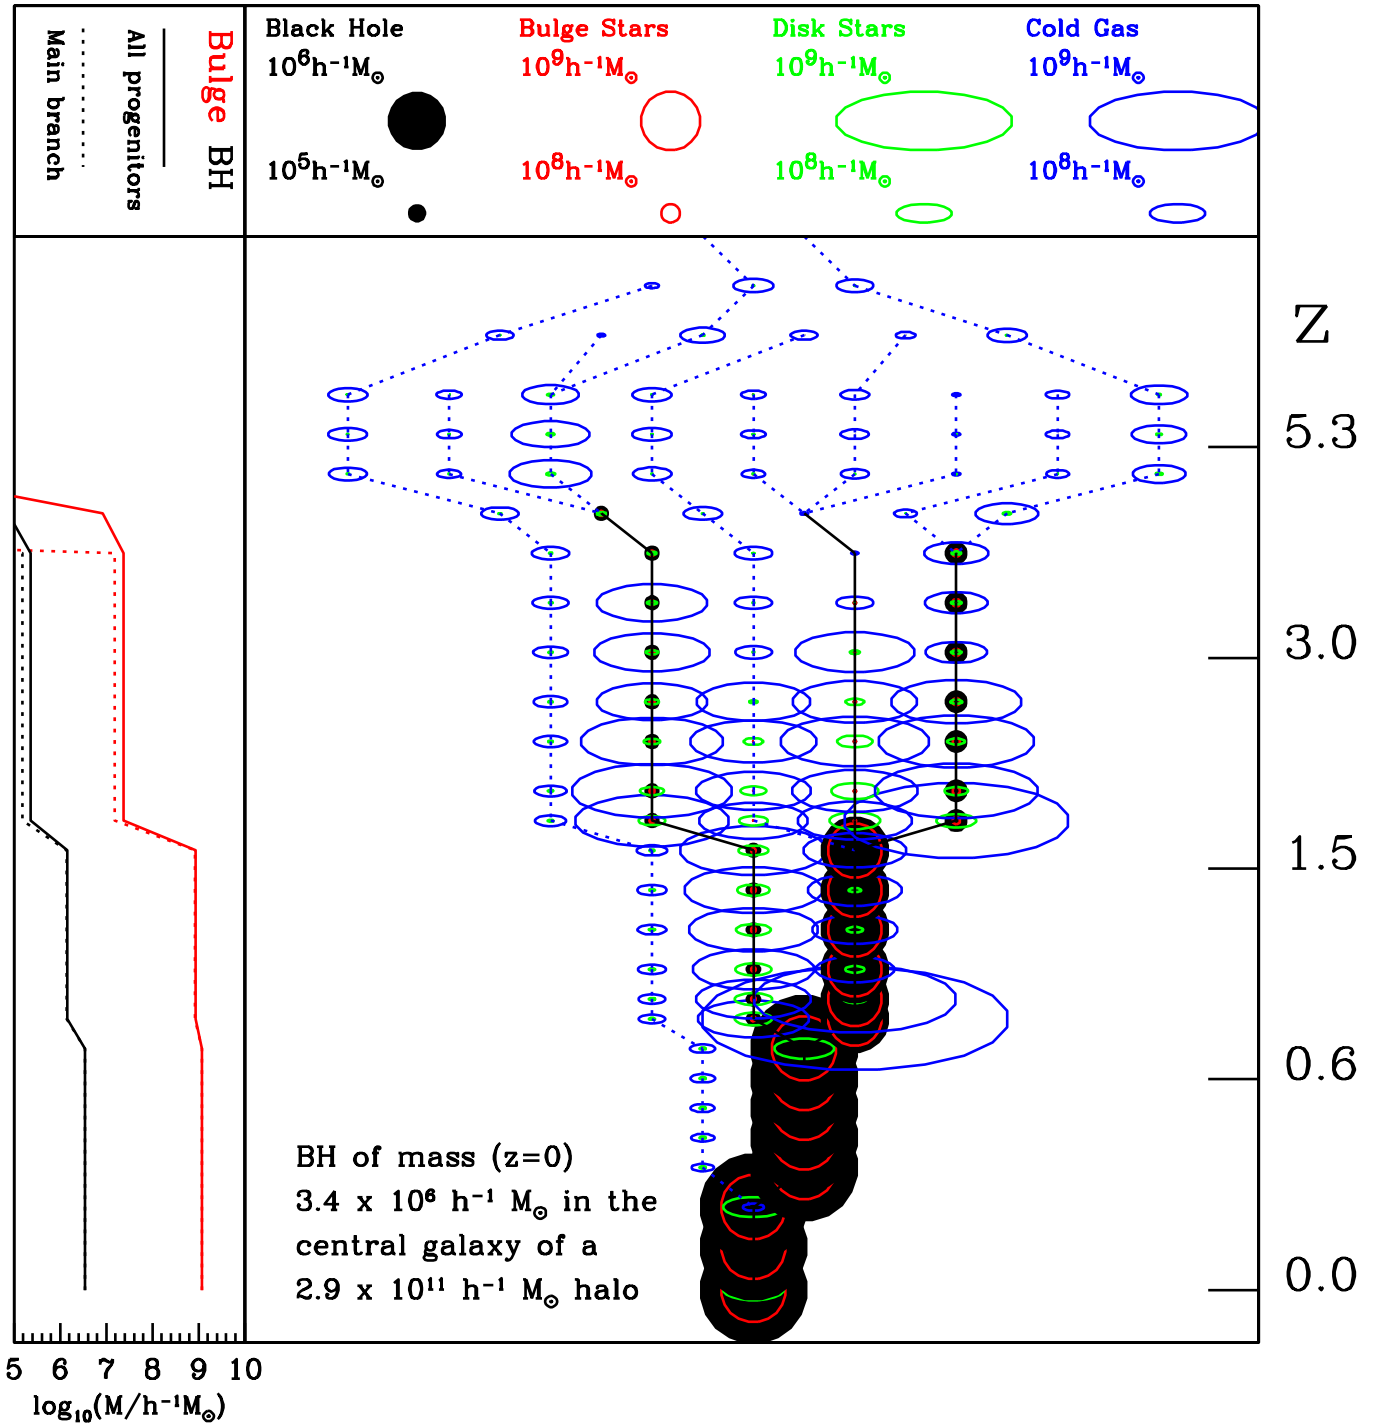 Bulge BH
All progenitors
Main branch
Black Hole
10⁶h⁻¹M☉
10⁵h⁻¹M☉
Bulge Stars
10⁹h⁻¹M☉
10⁸h⁻¹M☉
Disk Stars
10⁹h⁻¹M☉
10⁸h⁻¹M☉
Cold Gas
10⁹h⁻¹M☉
10⁸h⁻¹M☉
Z
5.3
3.0
1.5
0.6
0.0
BH of mass (z=0)
3.4 x 10⁶ h⁻¹ M☉ in the
central galaxy of a
2.9 x 10¹¹ h⁻¹ M☉ halo
5 6 7 8 9 10
log₁₀(M/h⁻¹M☉)